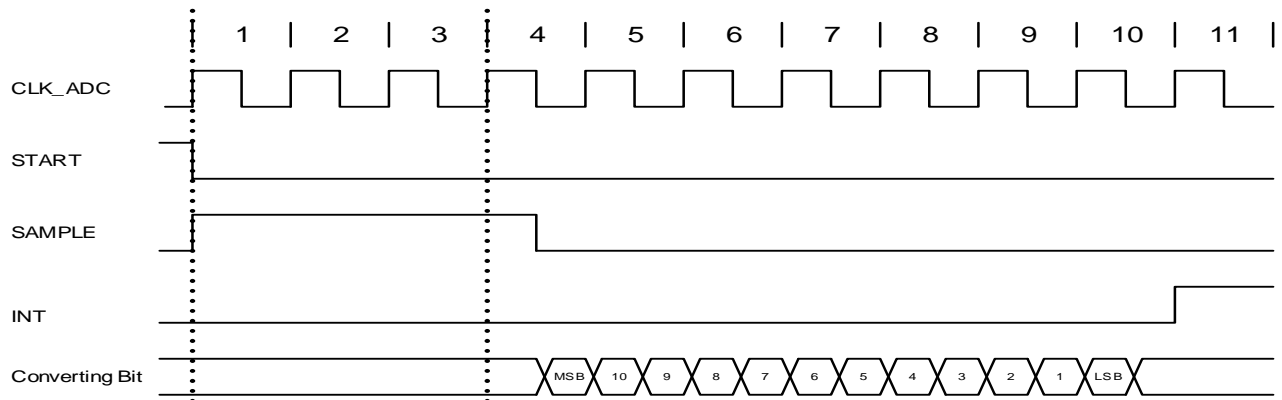 1 2 3 4 5 6 7 8 9 10 11
CLK_ADC
START
SAMPLE
INT
Converting Bit MSB 10 9 8 7 6 5 4 3 2 1 LSB